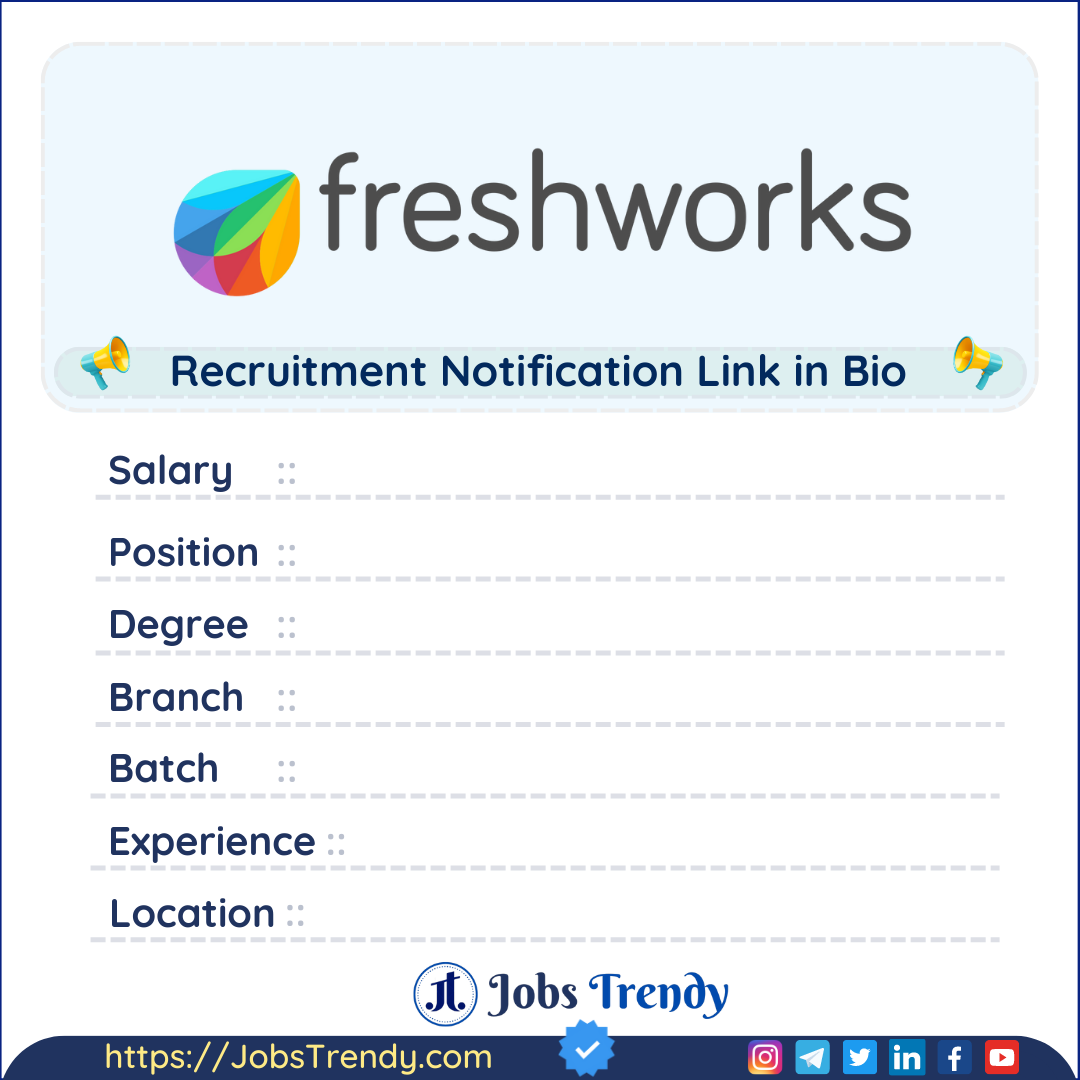 freshworks
Recruitment Notification Link in Bio
Salary ::
Position ::
Degree ::
Branch ::
Batch ::
Experience ::
Location ::
Jobs Trendy
https://JobsTrendy.com